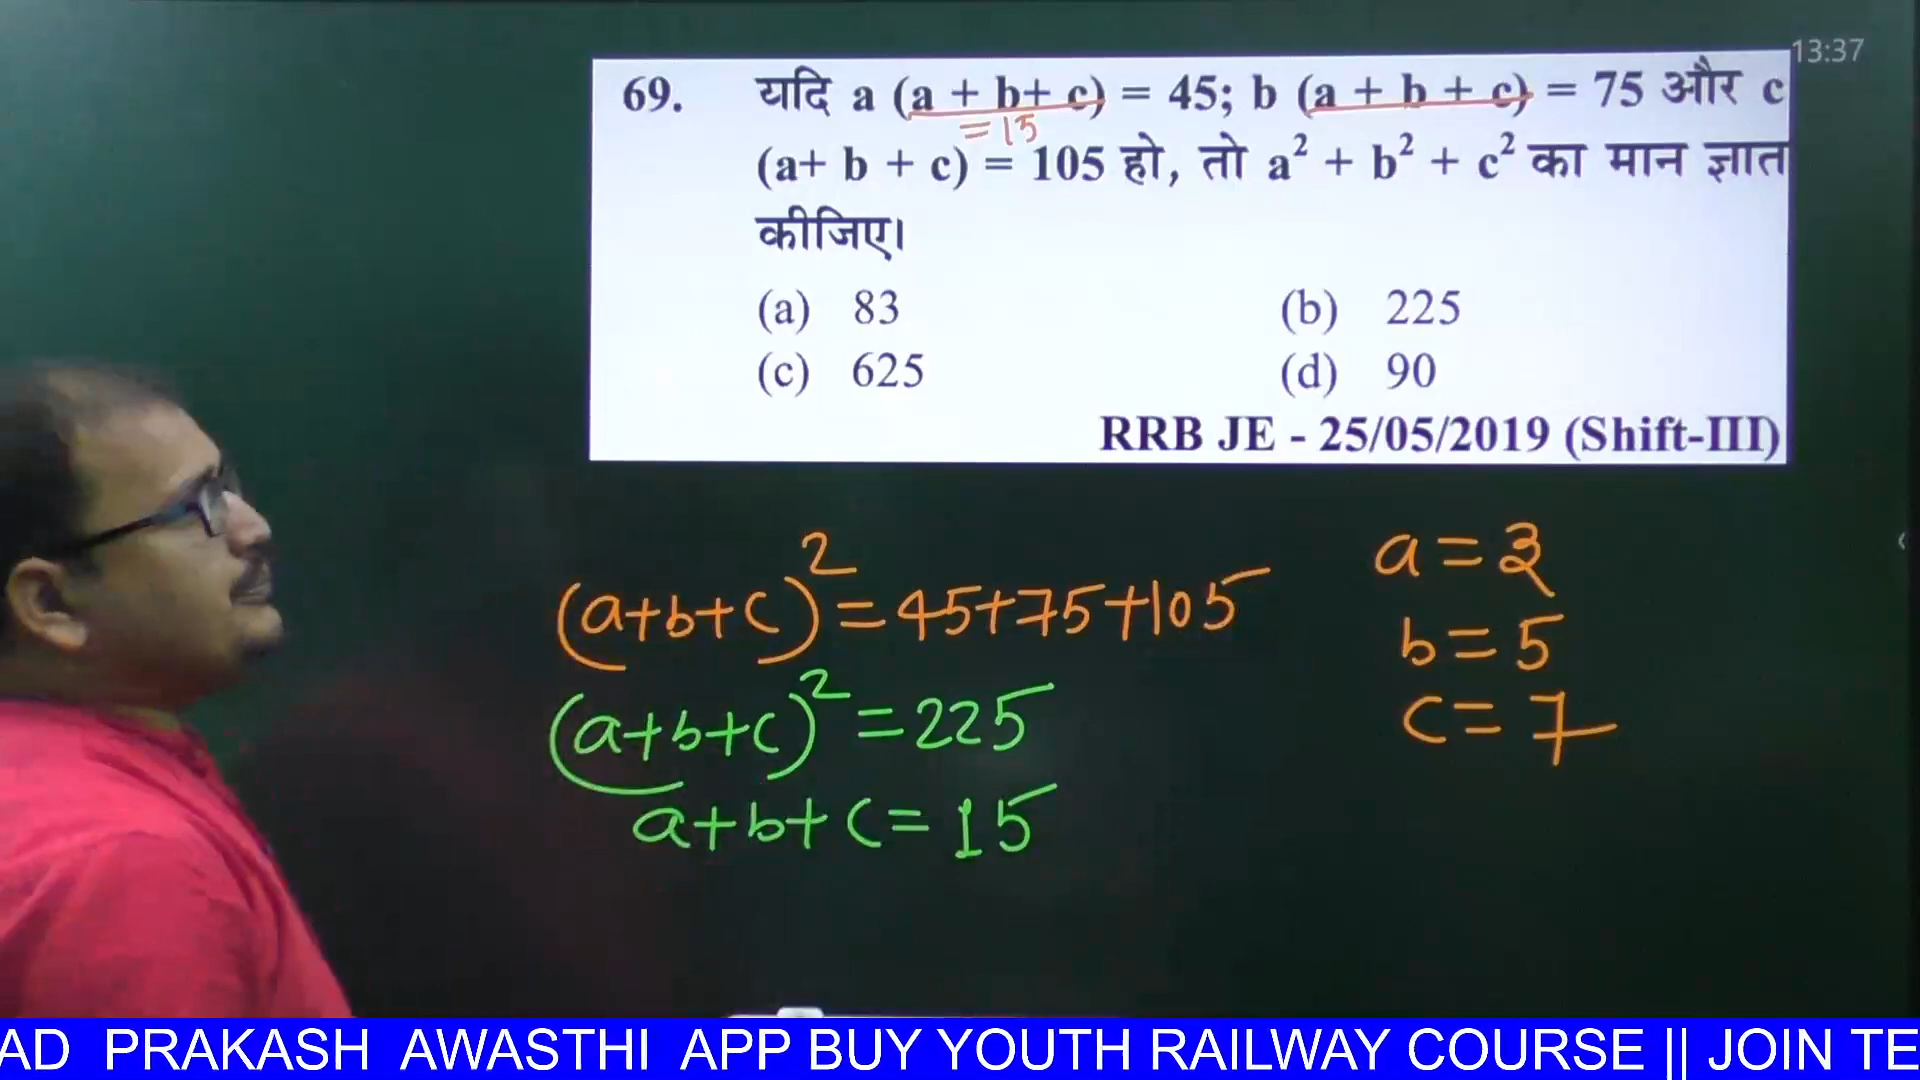 13:37
69. यदि a (a + b+ c) = 45; b (a + b + c) = 75 और c
=15
(a+ b + c) = 105 हो, तो a² + b² + c² का मान ज्ञात
कीजिए।
(a) 83 (b) 225
(c) 625 (d) 90
RRB JE - 25/05/2019 (Shift-III)
(a+b+c)² = 45+75+105
(a+b+c)² = 225
a+b+c = 15
a = 3
b = 5
c = 7
AD PRAKASH AWASTHI APP BUY YOUTH RAILWAY COURSE || JOIN TE